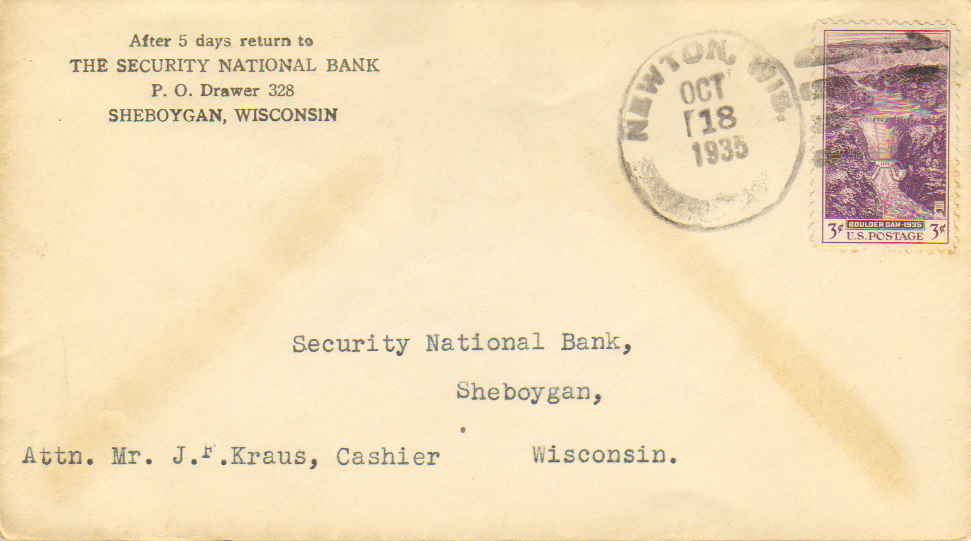 After 5 days return to
THE SECURITY NATIONAL BANK
P. O. Drawer 328
SHEBOYGAN, WISCONSIN
NEWTON, WIS.
OCT
18
1935
3¢ BOULDER DAM-1935 3¢
U.S. POSTAGE
Security National Bank,
Sheboygan,
Attn. Mr. J.F.Kraus, Cashier Wisconsin.